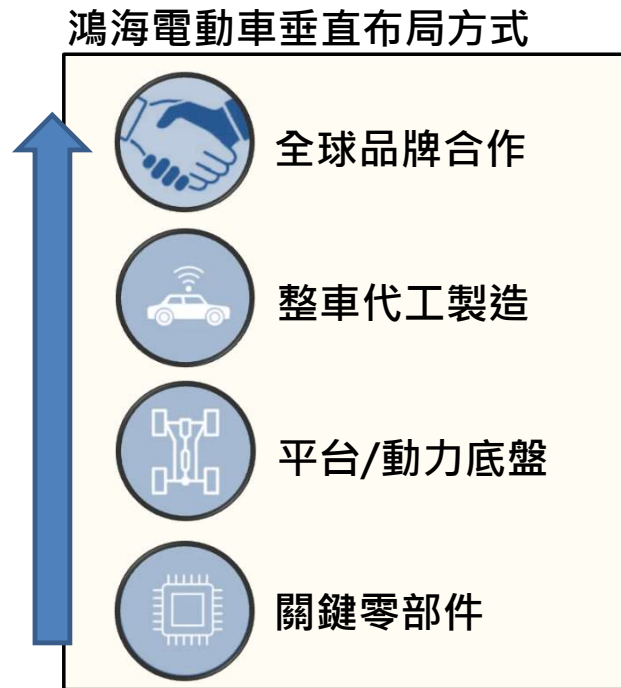 鴻海電動車垂直布局方式
全球品牌合作
整車代工製造
平台/動力底盤
關鍵零部件